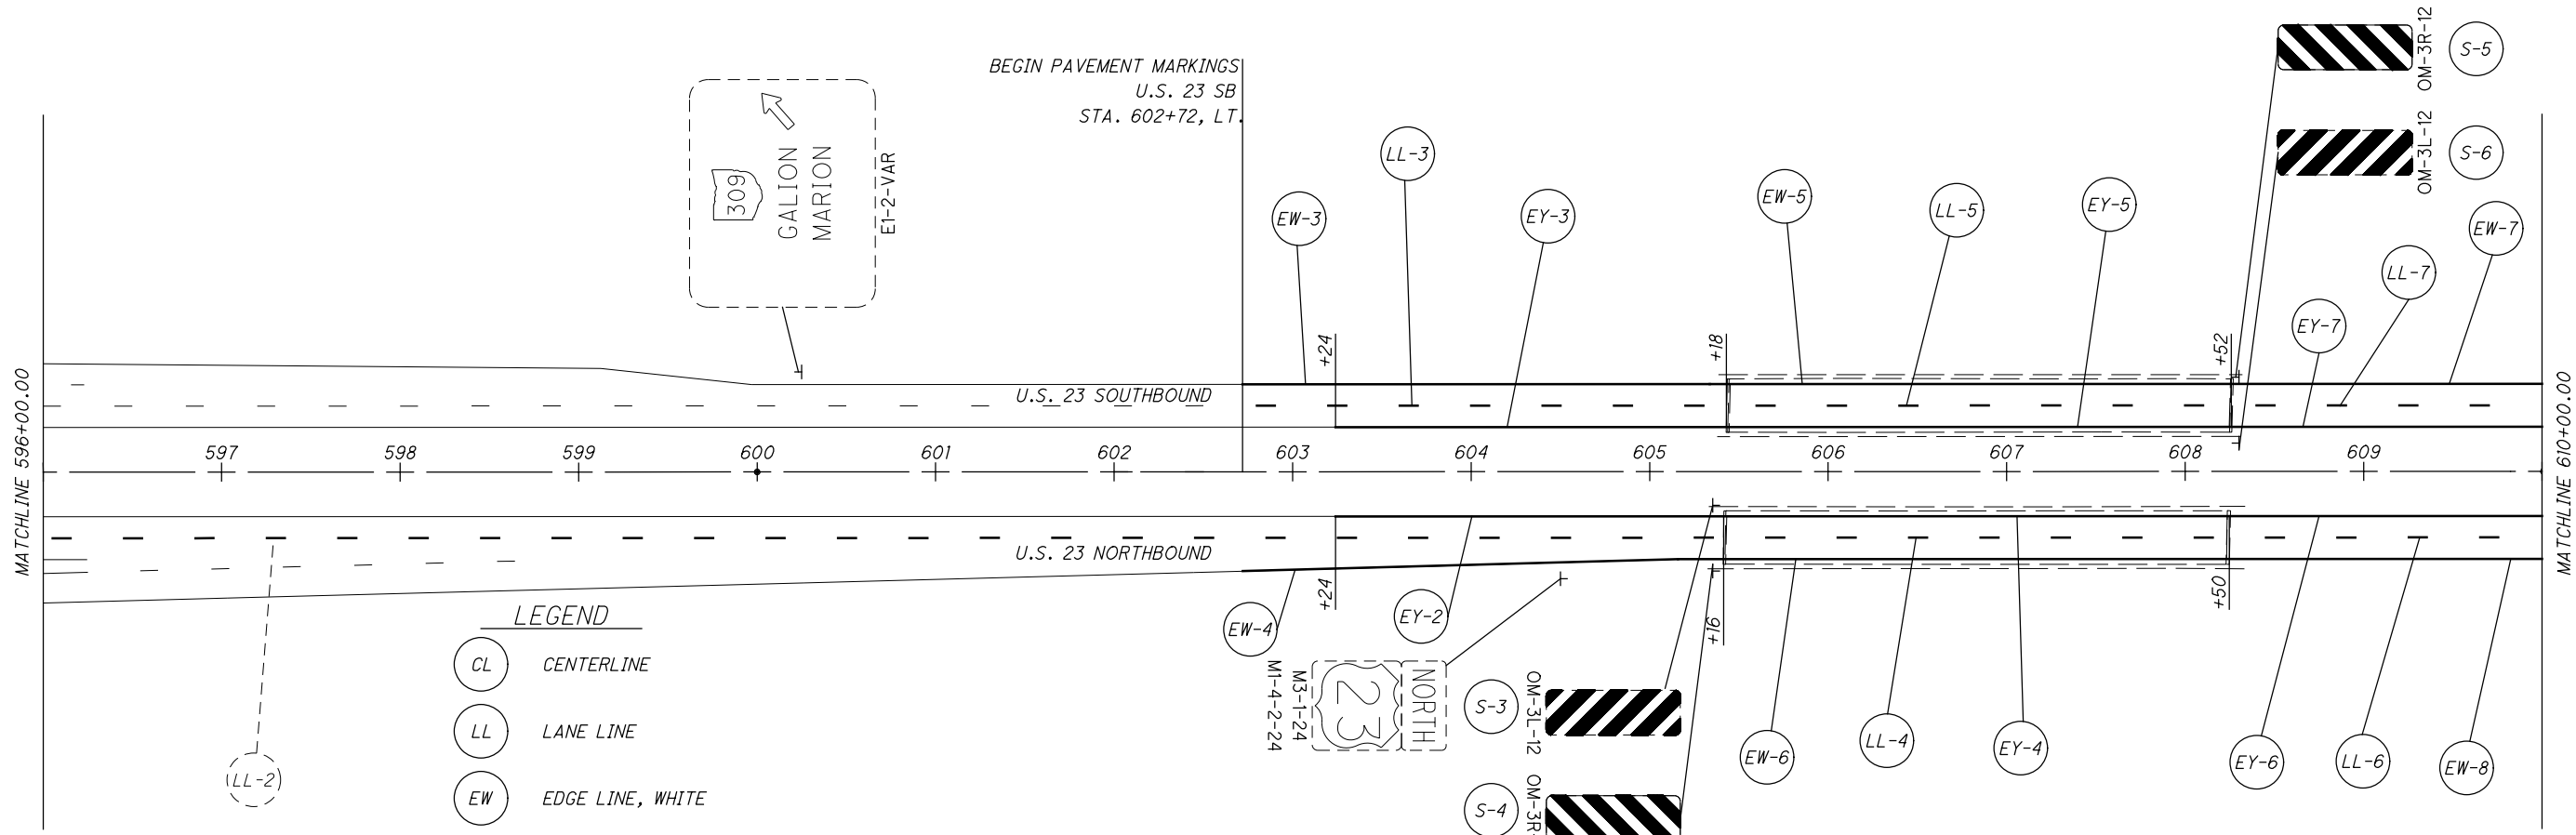 BEGIN PAVEMENT MARKINGS
U.S. 23 SB
STA. 602+72, LT.
309
GALION
MARION
E1-2-VAR
OM-3R-12
S-5
OM-3L-12
S-6
EW-3
LL-3
EY-3
EW-5
LL-5
EY-5
EW-7
LL-7
EY-7
+24
+18
+52
MATCHLINE 596+00.00
MATCHLINE 610+00.00
U.S. 23 SOUTHBOUND
597
598
599
600
601
602
603
604
605
606
607
608
609
U.S. 23 NORTHBOUND
+24
+16
+50
EW-4
EY-2
LL-2
M1-4-2-24
M3-1-24
23
NORTH
S-3
OM-3L-12
S-4
OM-3R-
EW-6
LL-4
EY-4
EY-6
LL-6
EW-8
LEGEND
CL CENTERLINE
LL LANE LINE
EW EDGE LINE, WHITE